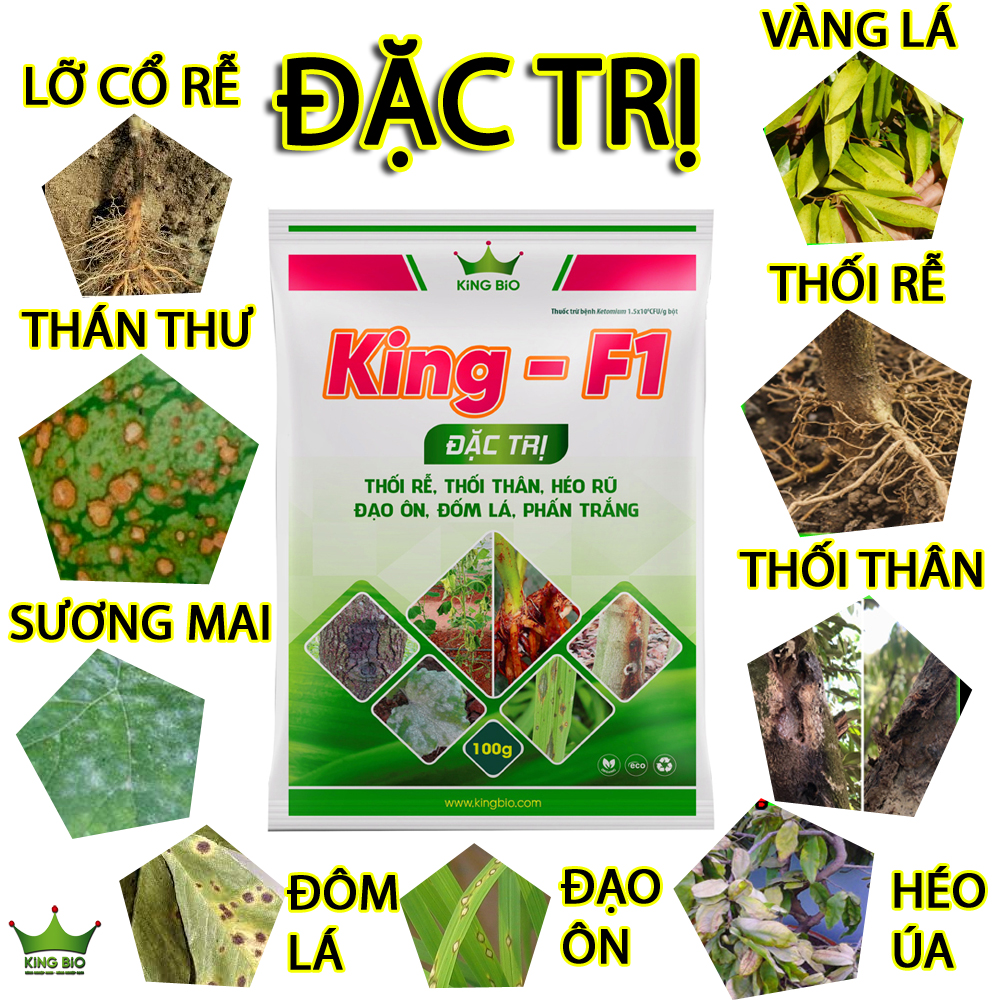 VÀNG LÁ
LỠ CỔ RỄ
ĐẶC TRỊ
THỐI RỄ
THÁN THƯ
KiNG BiO
Thuốc trừ bệnh Ketomium 1.5x10⁶CFU/g bột
King - F1
ĐẶC TRỊ
THỐI RỄ, THỐI THÂN, HÉO RŨ
ĐẠO ÔN, ĐỐM LÁ, PHẤN TRẮNG
THỐI THÂN
SƯƠNG MAI
100g
eco
www.kingbio.com
ĐÔM
LÁ
ĐẠO
ÔN
HÉO
ÚA
KiNG BiO